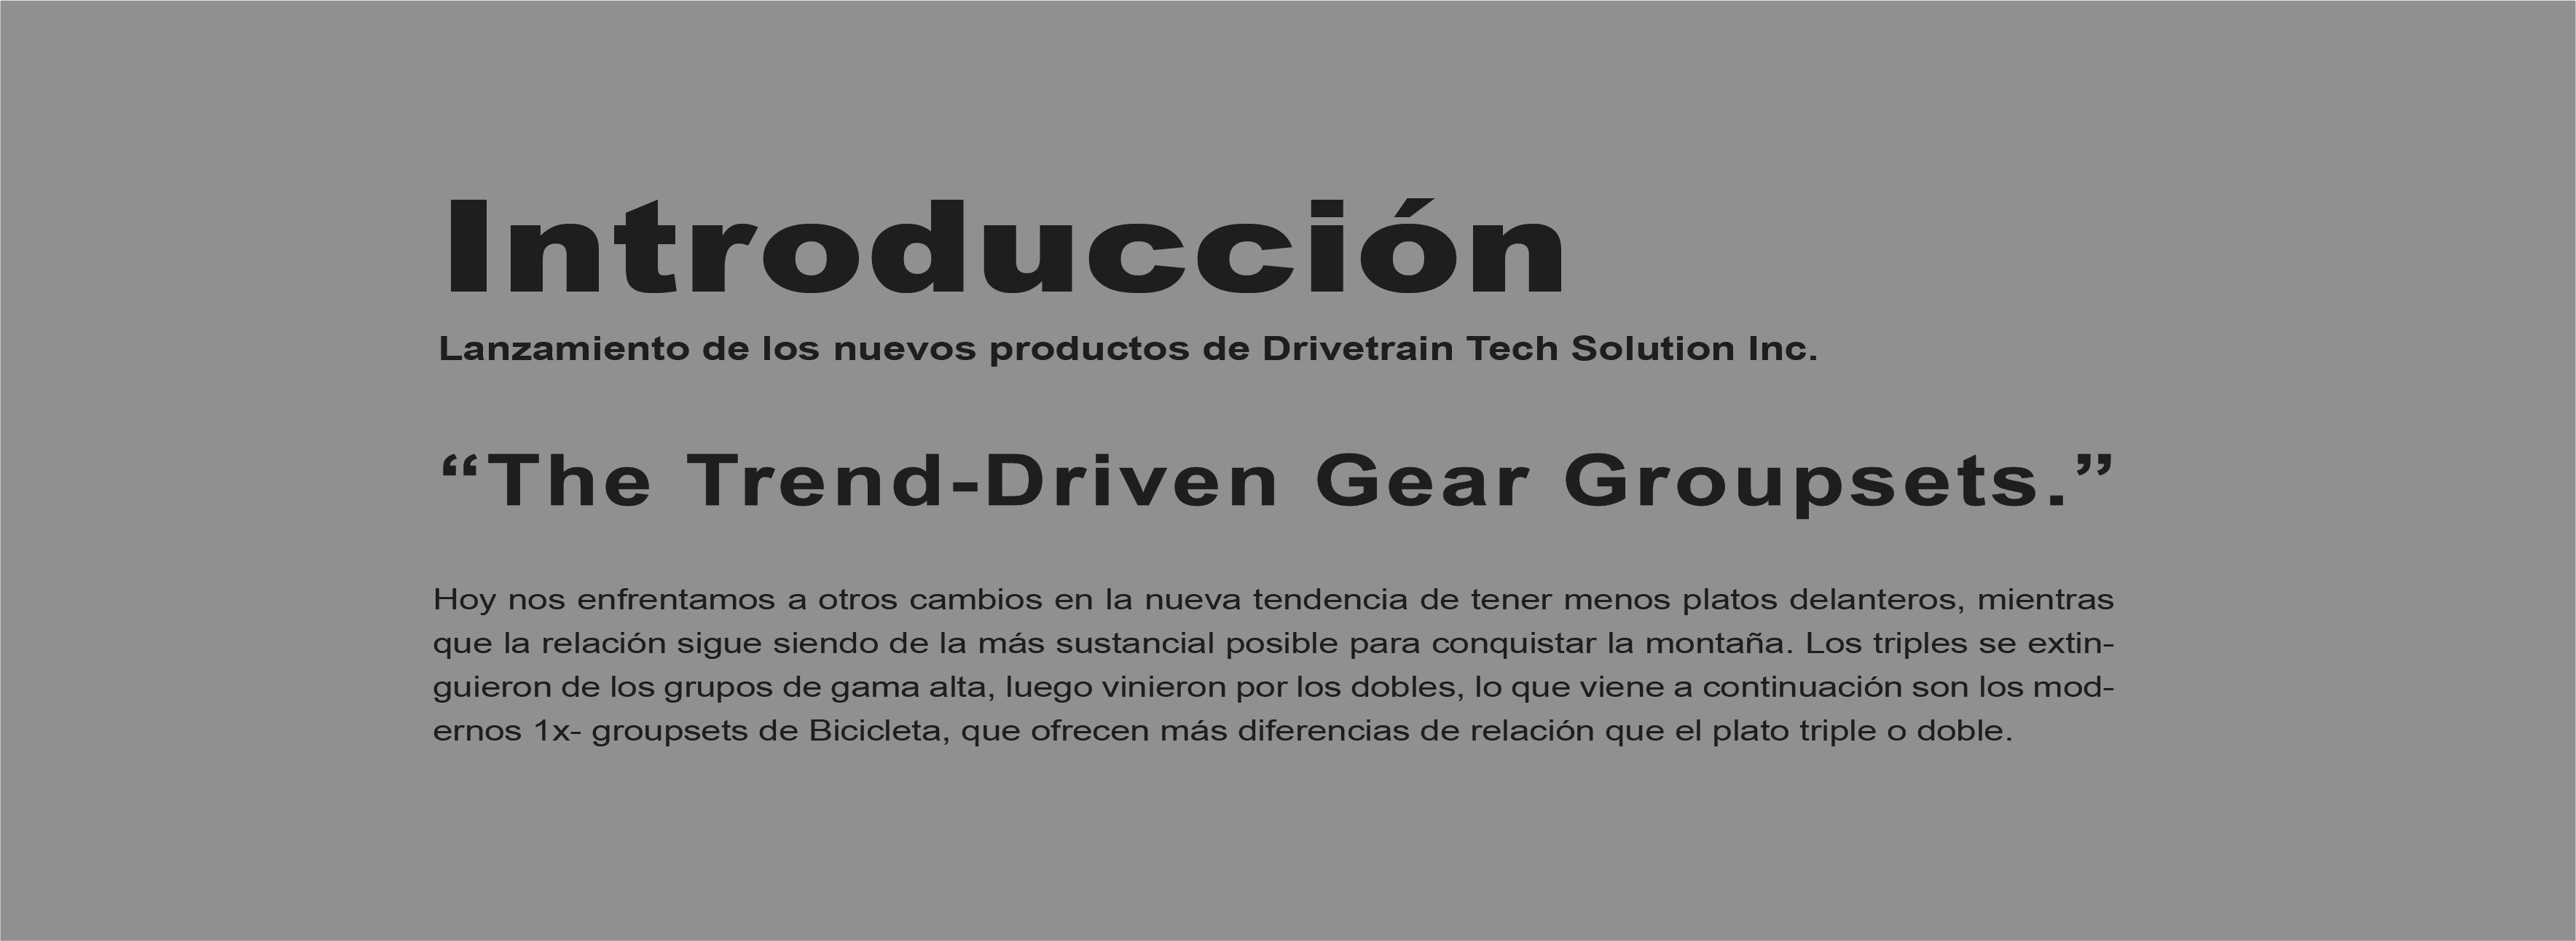 Introducción
Lanzamiento de los nuevos productos de Drivetrain Tech Solution Inc.
“The Trend-Driven Gear Groupsets.”
Hoy nos enfrentamos a otros cambios en la nueva tendencia de tener menos platos delanteros, mientras
que la relación sigue siendo de la más sustancial posible para conquistar la montaña. Los triples se extin-
guieron de los grupos de gama alta, luego vinieron por los dobles, lo que viene a continuación son los mod-
ernos 1x- groupsets de Bicicleta, que ofrecen más diferencias de relación que el plato triple o doble.